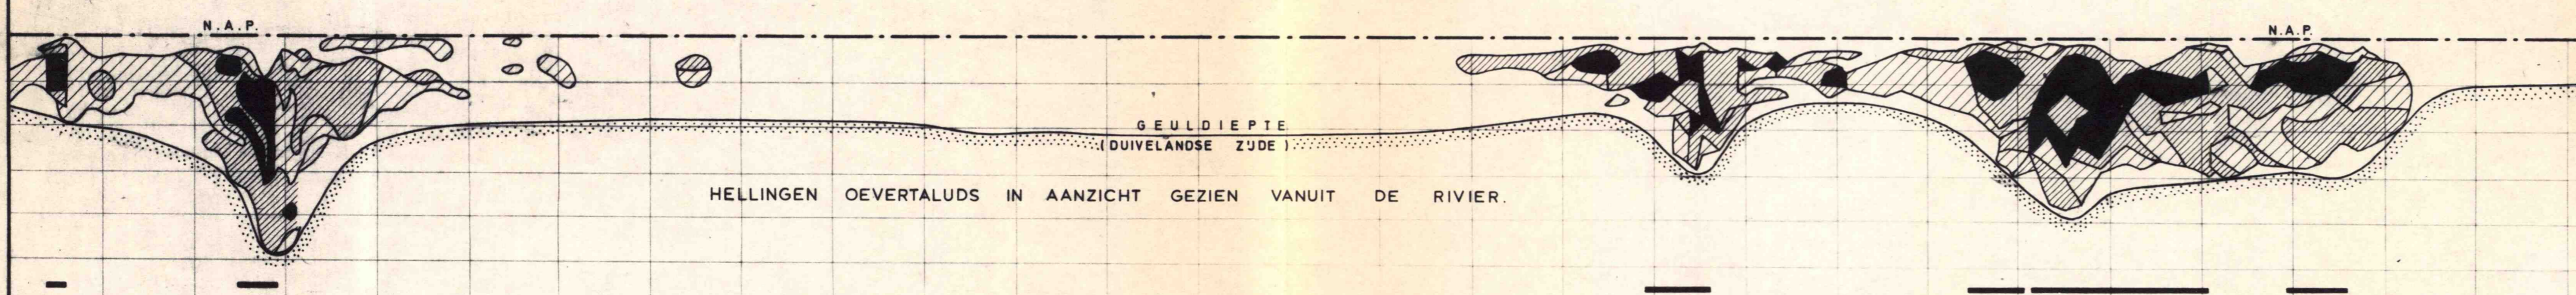 N.A.P.
N.A.P.
GEULDIEPTE
(DUIVELANDSE ZIJDE)
HELLINGEN OEVERTALUDS IN AANZICHT GEZIEN VANUIT DE RIVIER.